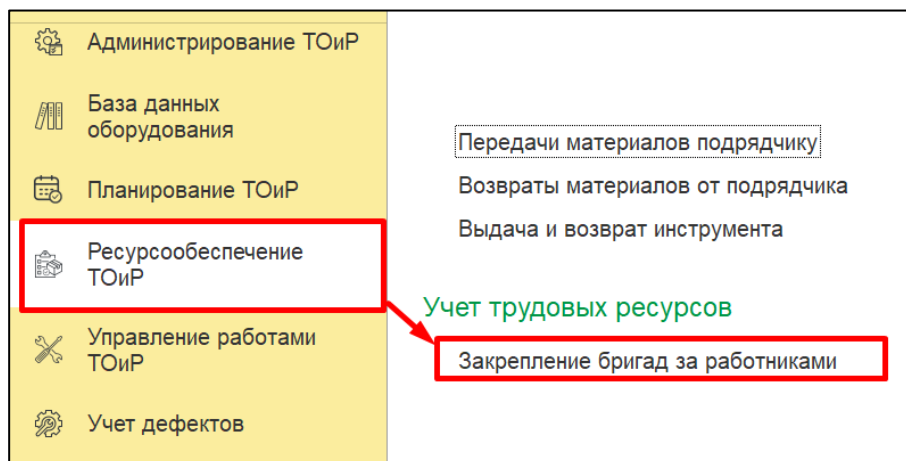 Администрирование ТОиР
База данных
оборудования
Планирование ТОиР
Ресурсообеспечение
ТОиР
Управление работами
ТОиР
Учет дефектов
Передачи материалов подрядчику
Возвраты материалов от подрядчика
Выдача и возврат инструмента
Учет трудовых ресурсов
Закрепление бригад за работниками